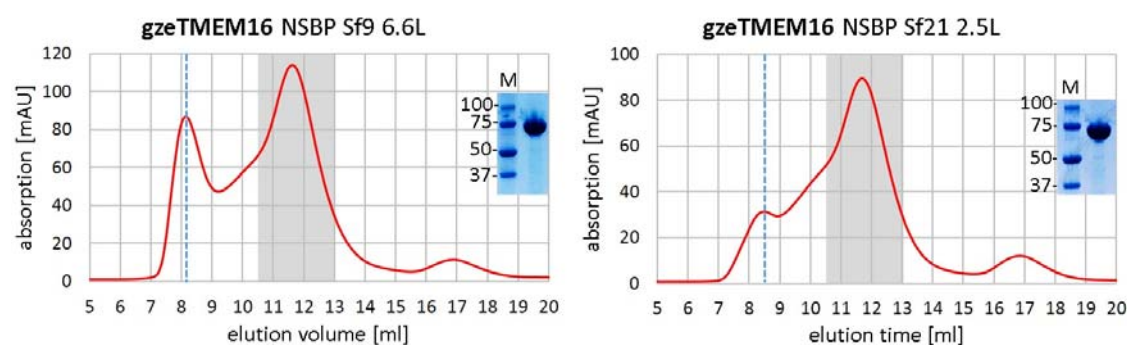 gzeTMEM16 NSBP Sf9 6.6L
120
100
80
60
40
20
0
absorption [mAU]
M
100-
75-
50-
37-
5 6 7 8 9 10 11 12 13 14 15 16 17 18 19 20
elution volume [ml]
gzeTMEM16 NSBP Sf21 2.5L
100
80
60
40
20
0
absorption [mAU]
M
100-
75-
50-
37-
5 6 7 8 9 10 11 12 13 14 15 16 17 18 19 20
elution time [ml]